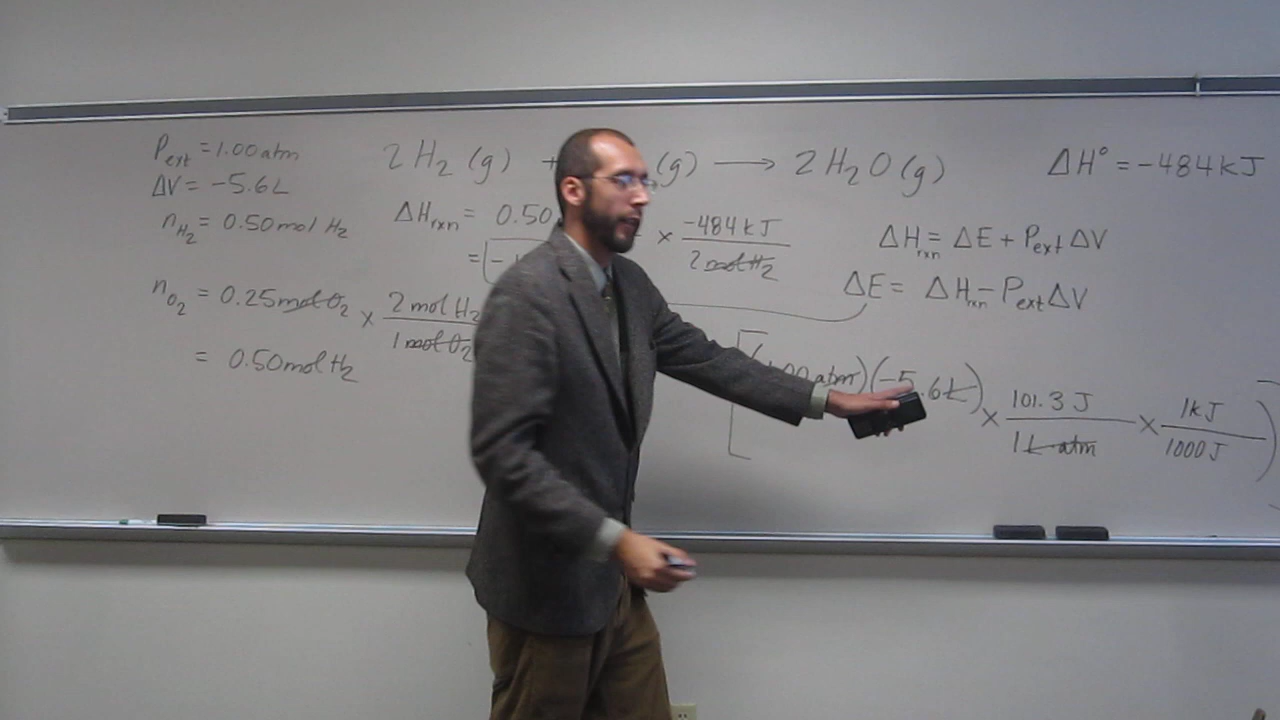 P_ext = 1.00 atm
ΔV = -5.6 L
n_H2 = 0.50 mol H2
n_O2 = 0.25 mol O2 × 2 mol H2 / 1 mol O2
= 0.50 mol H2
2 H2 (g) + (g) → 2 H2O (g) ΔH° = -484 kJ
ΔH_rxn = 0.50 × -484 kJ / 2 mol H2
= [-
ΔH_rxn = ΔE + P_ext ΔV
ΔE = ΔH_rxn - P_ext ΔV
[( .00 atm)(-5.6 L) × 101.3 J / 1 L-atm × 1 kJ / 1000 J )